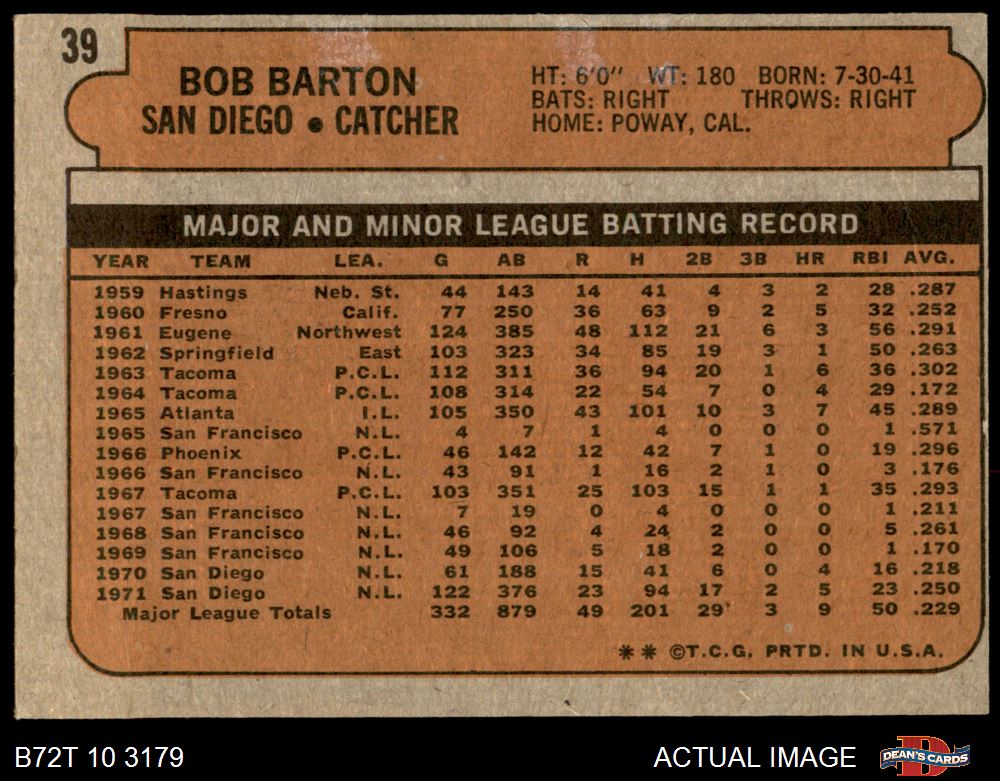 39
BOB BARTON
SAN DIEGO • CATCHER
HT: 6'0" WT: 180 BORN: 7-30-41
BATS: RIGHT THROWS: RIGHT
HOME: POWAY, CAL.
MAJOR AND MINOR LEAGUE BATTING RECORD
YEAR TEAM LEA. G AB R H 2B 3B HR RBI AVG.
1959 Hastings Neb. St. 44 143 14 41 4 3 2 28 .287
1960 Fresno Calif. 77 250 36 63 9 2 5 32 .252
1961 Eugene Northwest 124 385 48 112 21 6 3 56 .291
1962 Springfield East 103 323 34 85 19 3 1 50 .263
1963 Tacoma P.C.L. 112 311 36 94 20 1 6 36 .302
1964 Tacoma P.C.L. 108 314 22 54 7 0 4 29 .172
1965 Atlanta I.L. 105 350 43 101 10 3 7 45 .289
1965 San Francisco N.L. 4 7 1 4 0 0 0 1 .571
1966 Phoenix P.C.L. 46 142 12 42 7 1 0 19 .296
1966 San Francisco N.L. 43 91 1 16 2 1 0 3 .176
1967 Tacoma P.C.L. 103 351 25 103 15 1 1 35 .293
1967 San Francisco N.L. 7 19 0 4 0 0 0 1 .211
1968 San Francisco N.L. 46 92 4 24 2 0 0 5 .261
1969 San Francisco N.L. 49 106 5 18 2 0 0 1 .170
1970 San Diego N.L. 61 188 15 41 6 0 4 16 .218
1971 San Diego N.L. 122 376 23 94 17 2 5 23 .250
Major League Totals 332 879 49 201 29 3 9 50 .229
** ©T.C.G. PRTD. IN U.S.A.
B72T 10 3179 ACTUAL IMAGE DEAN'S CARDS